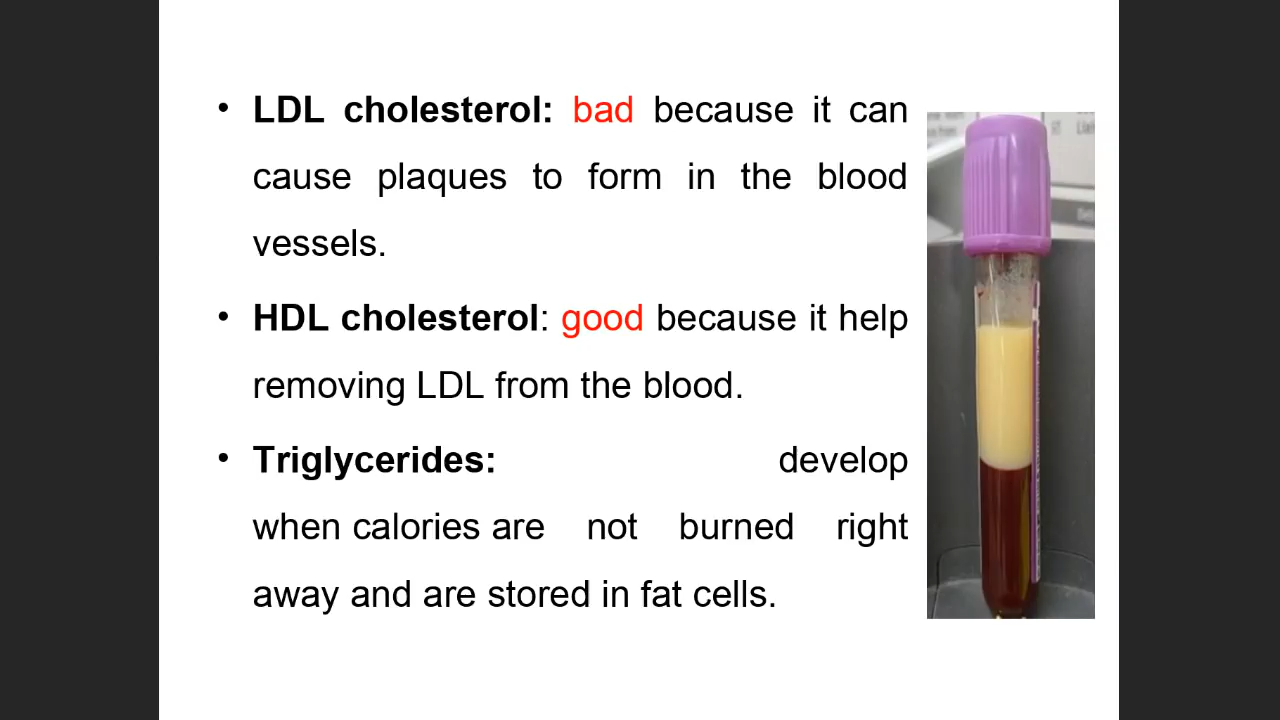 • LDL cholesterol: bad because it can
cause plaques to form in the blood
vessels.
• HDL cholesterol: good because it help
removing LDL from the blood.
• Triglycerides: develop
when calories are not burned right
away and are stored in fat cells.